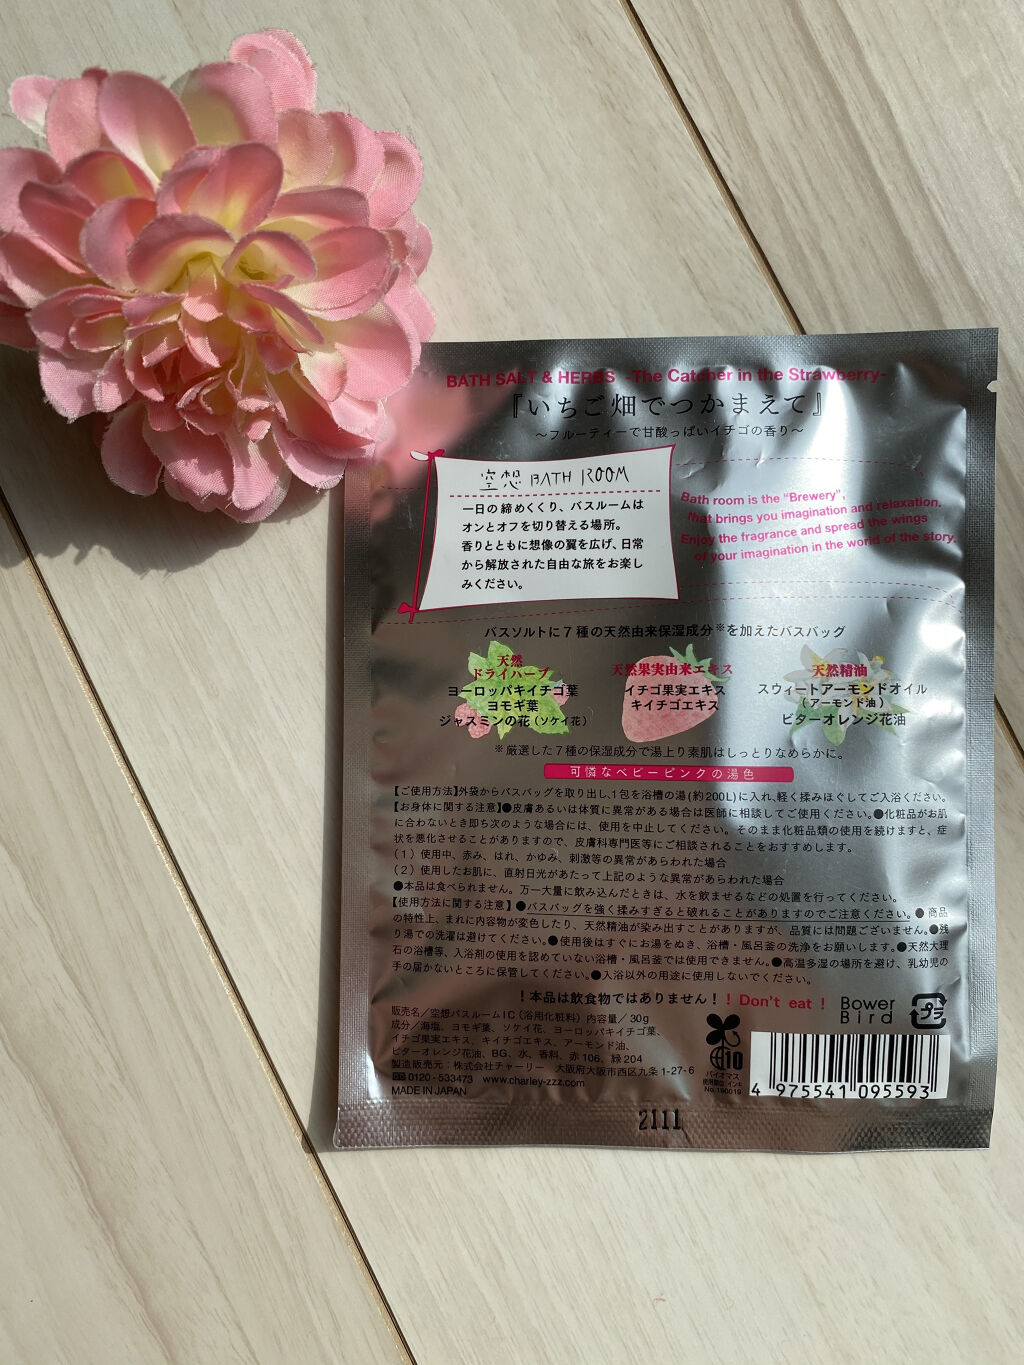 BATH SALT & HERBS -The Catcher in the Strawberry-
『いちご畑でつかまえて』
～フルーティーで甘酸っぱいイチゴの香り～
空想 BATH ROOM
一日の締めくくり、バスルームは
オンとオフを切り替える場所。
香りとともに想像の翼を広げ、日常
から解放された自由な旅をお楽し
みください。
Bath room is the “Brewery”,
that brings you imagination and relaxation.
Enjoy the fragrance and spread the wings
of your imagination in the world of the story.
バスソルトに7種の天然由来保湿成分※を加えたバスバッグ
天然
ドライハーブ
ヨーロッパキイチゴ葉
ヨモギ葉
ジャスミンの花（ソケイ花）
天然果実由来エキス
イチゴ果実エキス
キイチゴエキス
天然精油
スウィートアーモンドオイル
（アーモンド油）
ビターオレンジ花油
※厳選した7種の保湿成分で湯上り素肌はしっとりなめらかに。
可憐なベビーピンクの湯色
【ご使用方法】外袋からバスバッグを取り出し、1包を浴槽の湯(約200L)に入れ、軽く揉みほぐしてご入浴ください。
【お身体に関する注意】●皮膚あるいは体質に異常がある場合は医師に相談してご使用ください。●化粧品がお肌
に合わないとき即ち次のような場合には、使用を中止してください。そのまま化粧品類の使用を続けますと、症
状を悪化させることがありますので、皮膚科専門医等にご相談されることをおすすめします。
（1）使用中、赤み、はれ、かゆみ、刺激等の異常があらわれた場合
（2）使用したお肌に、直射日光があたって上記のような異常があらわれた場合
●本品は食べられません。万一大量に飲み込んだときは、水を飲ませるなどの処置を行ってください。
【使用方法に関する注意】●バスバッグを強く揉みすぎると破れることがありますのでご注意ください。●商品
の特性上、まれに内容物が変色したり、天然精油が染み出すことがありますが、品質には問題ございません。●残
り湯での洗濯は避けてください。●使用後はすぐにお湯をぬき、浴槽・風呂釜の洗浄をお願いします。●天然大理
石の浴槽等、入浴剤の使用を認めていない浴槽・風呂釜では使用できません。●高温多湿の場所を避け、乳幼児の
手の届かないところに保管してください。●入浴以外の用途に使用しないでください。
！本品は飲食物ではありません！！Don't eat！
Bower
Bird
プラ
販売名／空想バスルームIC（浴用化粧料）内容量／30g
成分／海塩、ヨモギ葉、ソケイ花、ヨーロッパキイチゴ葉、
イチゴ果実エキス、キイチゴエキス、アーモンド油、
ビターオレンジ花油、BG、水、香料、赤106、緑204
製造販売元：株式会社チャーリー 大阪府大阪市西区九条1-27-6
0120-533473 www.charley-zzz.com
MADE IN JAPAN
10
バイオマス
No.190019
4 975541 095593
2111